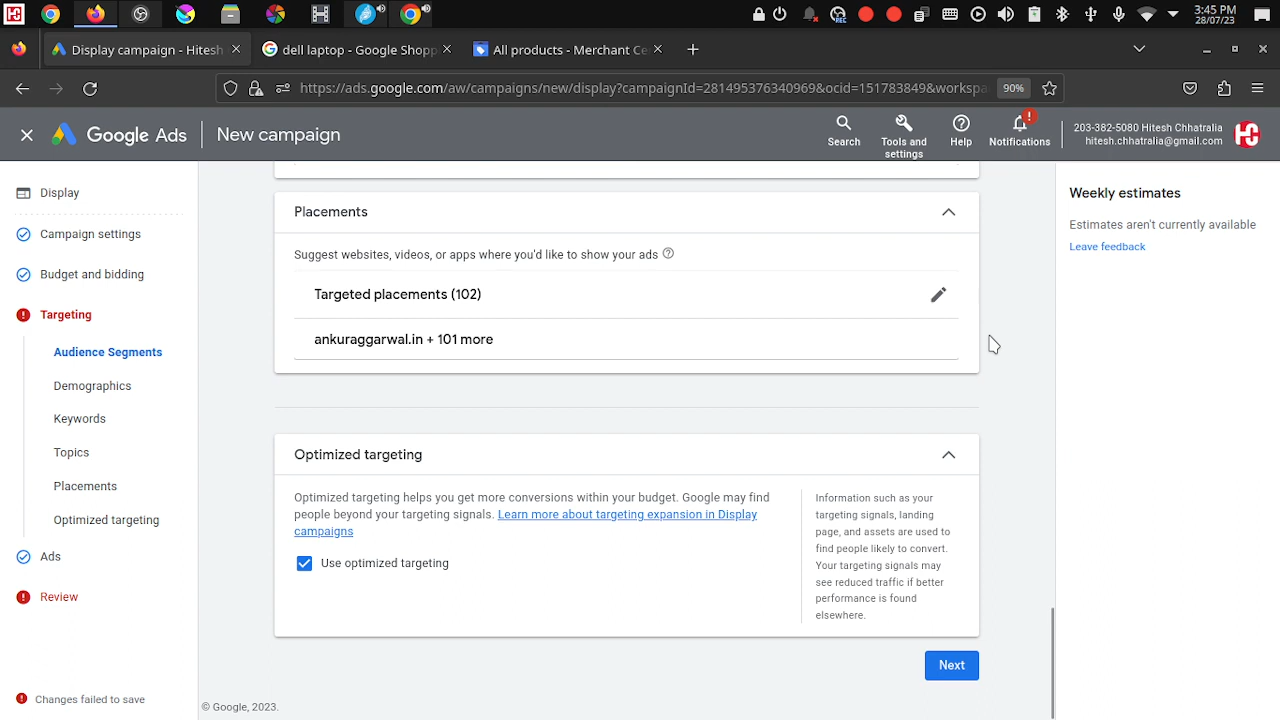 3:45 PM
28/07/23
Display campaign - Hitesh
dell laptop - Google Shopp
All products - Merchant Ce
https://ads.google.com/aw/campaigns/new/display?campaignId=281495376340969&ocid=151783849&workspa
90%
Google Ads
New campaign
Search
Tools and settings
Help
Notifications
203-382-5080 Hitesh Chhatralia
hitesh.chhatralia@gmail.com
Display
Campaign settings
Budget and bidding
Targeting
Audience Segments
Demographics
Keywords
Topics
Placements
Optimized targeting
Ads
Review
Changes failed to save
Placements
Suggest websites, videos, or apps where you'd like to show your ads
Targeted placements (102)
ankuraggarwal.in + 101 more
Optimized targeting
Optimized targeting helps you get more conversions within your budget. Google may find
people beyond your targeting signals. Learn more about targeting expansion in Display
campaigns
Use optimized targeting
Information such as your
targeting signals, landing
page, and assets are used to
find people likely to convert.
Your targeting signals may
see reduced traffic if better
performance is found
elsewhere.
Next
© Google, 2023.
Weekly estimates
Estimates aren't currently available
Leave feedback